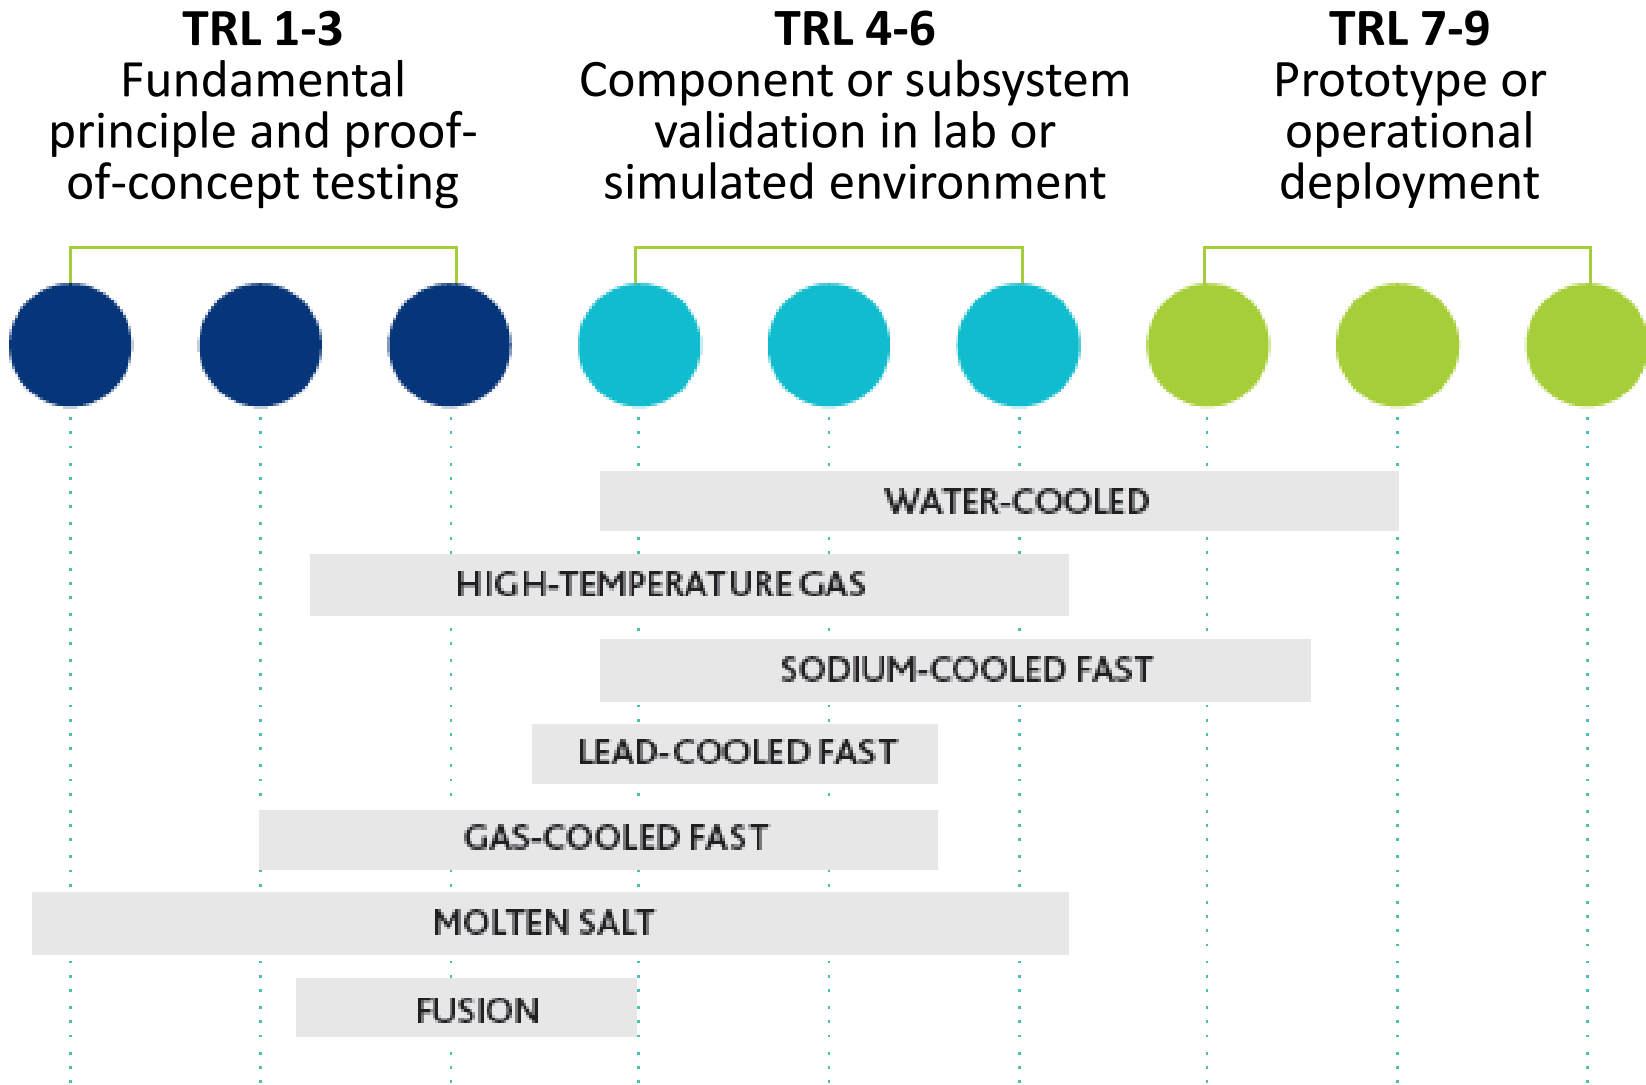 TRL 1-3
Fundamental
principle and proof-
of-concept testing
TRL 4-6
Component or subsystem
validation in lab or
simulated environment
TRL 7-9
Prototype or
operational
deployment
WATER-COOLED
HIGH-TEMPERATURE GAS
SODIUM-COOLED FAST
LEAD-COOLED FAST
GAS-COOLED FAST
MOLTEN SALT
FUSION